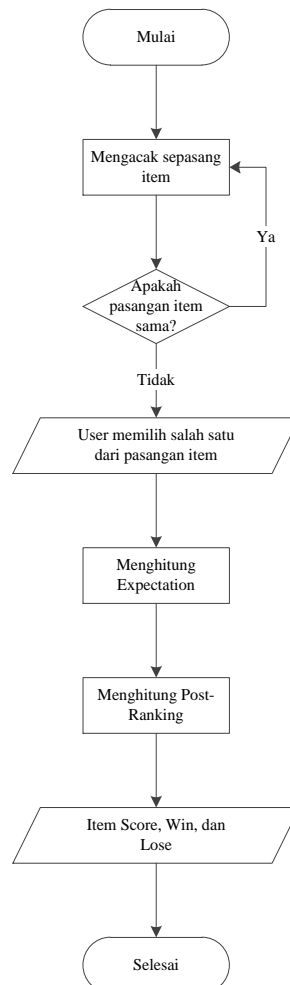 Mulai
Mengacak sepasang
item
Ya
Apakah
pasangan item
sama?
Tidak
User memilih salah satu
dari pasangan item
Menghitung
Expectation
Menghitung Post-
Ranking
Item Score, Win, dan
Lose
Selesai